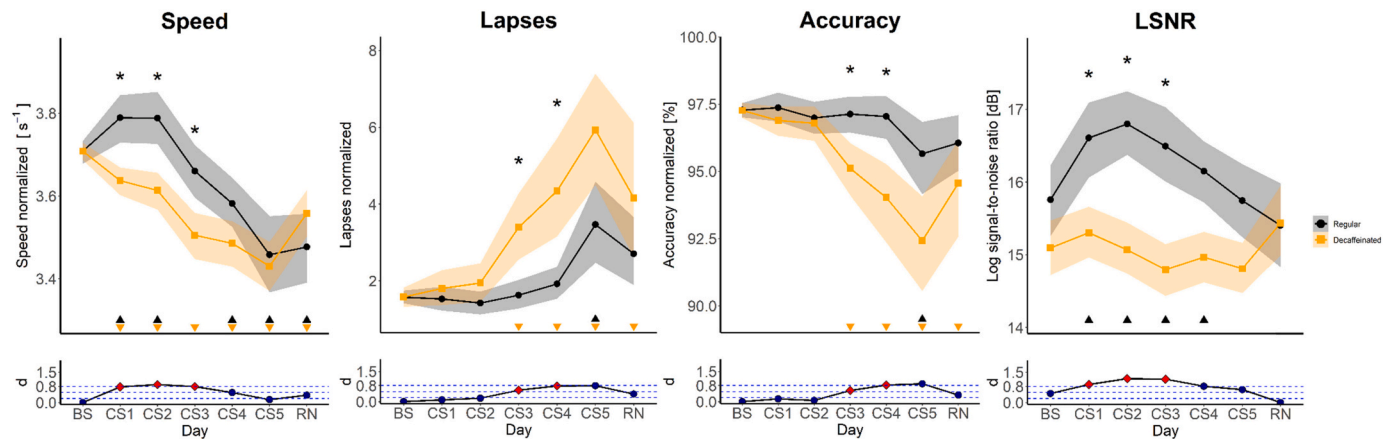 Speed
Lapses
Accuracy
LSNR
Speed normalized [ s⁻¹]
3.8
3.6
3.4
*
*
*
Lapses normalized
8
6
4
2
*
*
Accuracy normalized [%]
100.0
97.5
95.0
92.5
90.0
*
*
Log signal-to-noise ratio [dB]
17
16
15
14
*
*
*
Regular
Decaffeinated
d
1.5
0.8
0.0
BS CS1 CS2 CS3 CS4 CS5 RN
Day
d
1.5
0.8
0.0
BS CS1 CS2 CS3 CS4 CS5 RN
Day
d
1.5
0.8
0.0
BS CS1 CS2 CS3 CS4 CS5 RN
Day
d
1.5
0.8
0.0
BS CS1 CS2 CS3 CS4 CS5 RN
Day